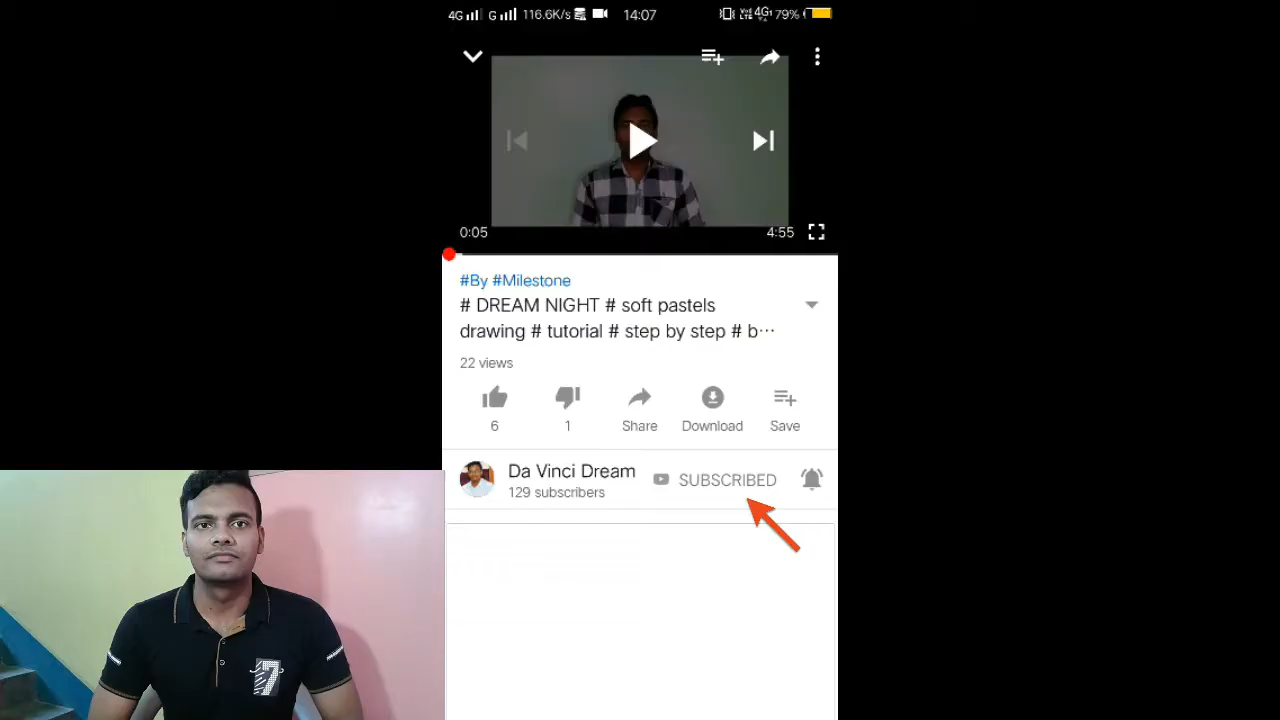 4G G 116.6K/s 14:07 4G 79%
0:05 4:55
#By #Milestone
# DREAM NIGHT # soft pastels
drawing # tutorial # step by step # b…
22 views
6 1 Share Download Save
Da Vinci Dream SUBSCRIBED
129 subscribers
7